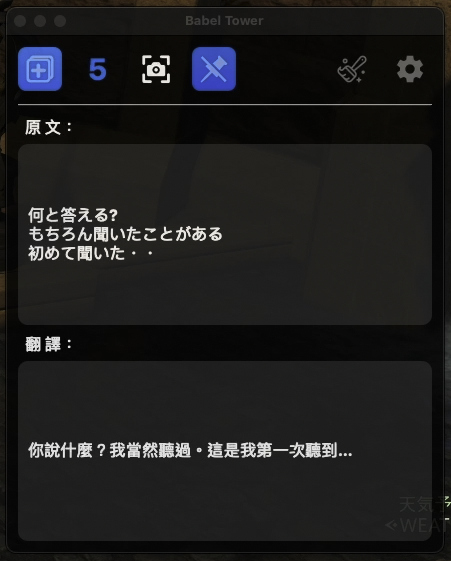 Babel Tower
5
原文：
何と答える?
もちろん聞いたことがある
初めて聞いた・・
翻譯：
你說什麼？我當然聽過。這是我第一次聽到...
天気予
WEAT